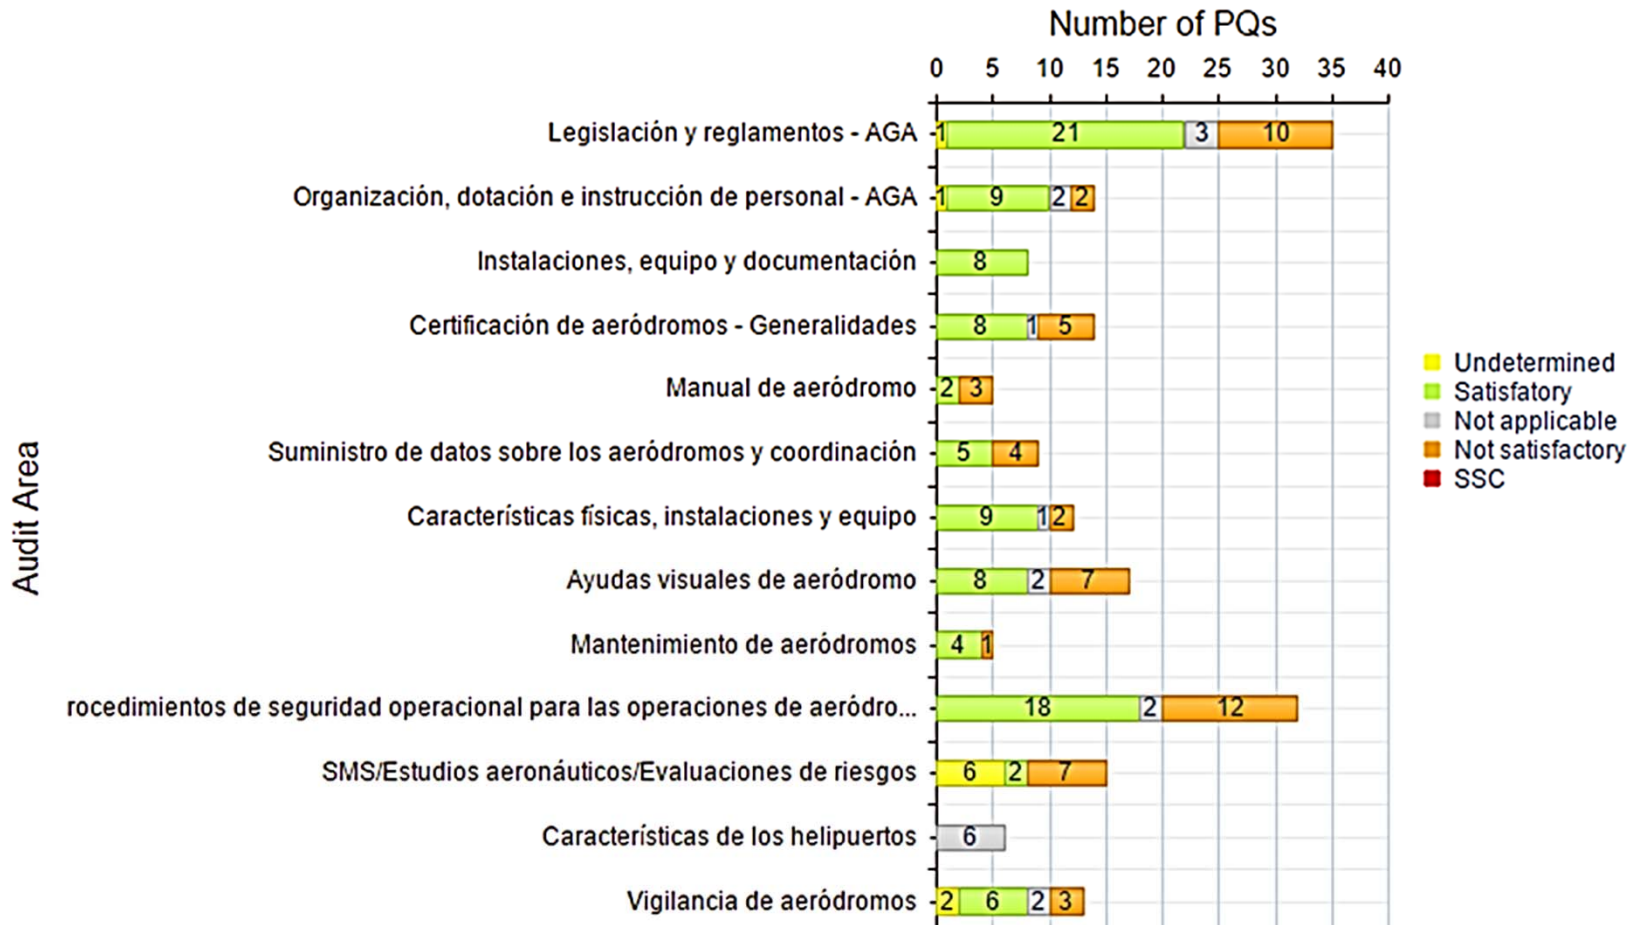 Number of PQs
0 5 10 15 20 25 30 35 40
Audit Area
Legislación y reglamentos - AGA 1 21 3 10
Organización, dotación e instrucción de personal - AGA 1 9 2 2
Instalaciones, equipo y documentación 8
Certificación de aeródromos - Generalidades 8 1 5
Manual de aeródromo 2 3
Suministro de datos sobre los aeródromos y coordinación 5 4
Características físicas, instalaciones y equipo 9 1 2
Ayudas visuales de aeródromo 8 2 7
Mantenimiento de aeródromos 4 1
rocedimientos de seguridad operacional para las operaciones de aeródro... 18 2 12
SMS/Estudios aeronáuticos/Evaluaciones de riesgos 6 2 7
Características de los helipuertos 6
Vigilancia de aeródromos 2 6 2 3
Undetermined
Satisfatory
Not applicable
Not satisfactory
SSC